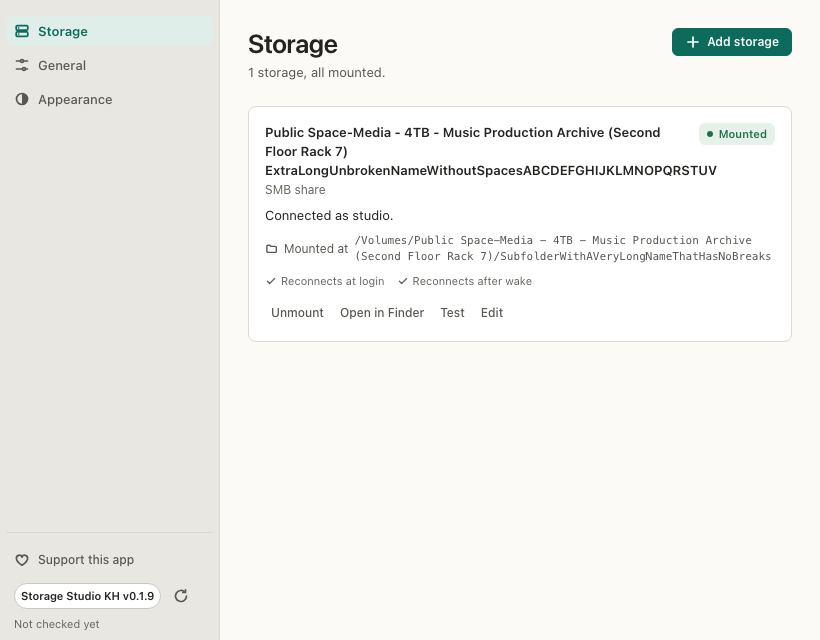 Storage
General
Appearance
Support this app
Storage Studio KH v0.1.9
Not checked yet
Storage
1 storage, all mounted.
Add storage
Public Space-Media - 4TB - Music Production Archive (Second
Floor Rack 7)
ExtraLongUnbrokenNameWithoutSpacesABCDEFGHIJKLMNOPQRSTUV
Mounted
SMB share
Connected as studio.
Mounted at
/Volumes/Public Space-Media - 4TB - Music Production Archive
(Second Floor Rack 7)/SubfolderWithAVeryLongNameThatHasNoBreaks
Reconnects at login
Reconnects after wake
Unmount
Open in Finder
Test
Edit